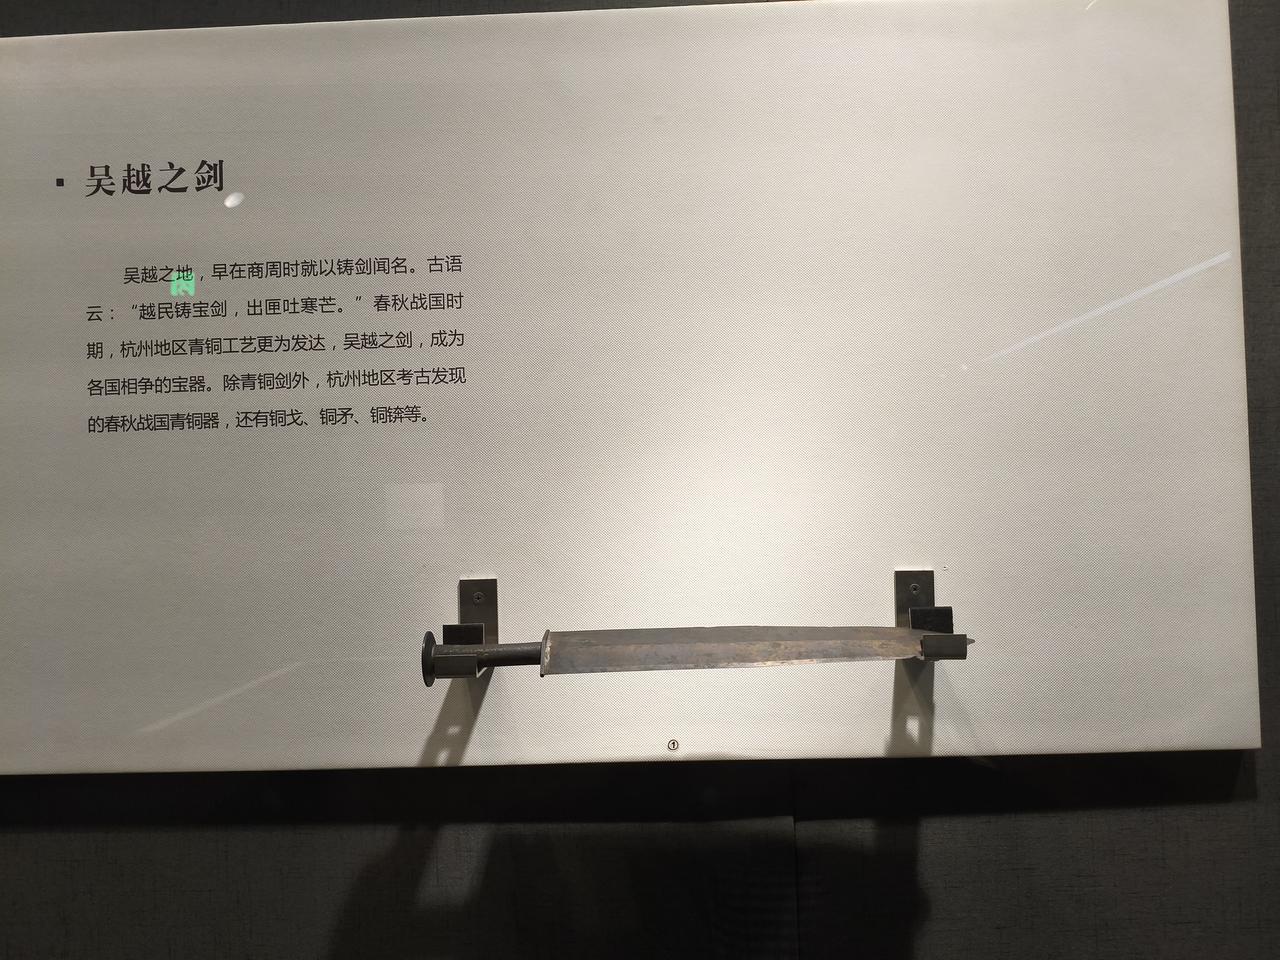 ▪ 吴越之剑
吴越之地，早在商周时就以铸剑闻名。古语
云：“越民铸宝剑，出匣吐寒芒。”春秋战国时
期，杭州地区青铜工艺更为发达，吴越之剑，成为
各国相争的宝器。除青铜剑外，杭州地区考古发现
的春秋战国青铜器，还有铜戈、铜矛、铜锛等。
①